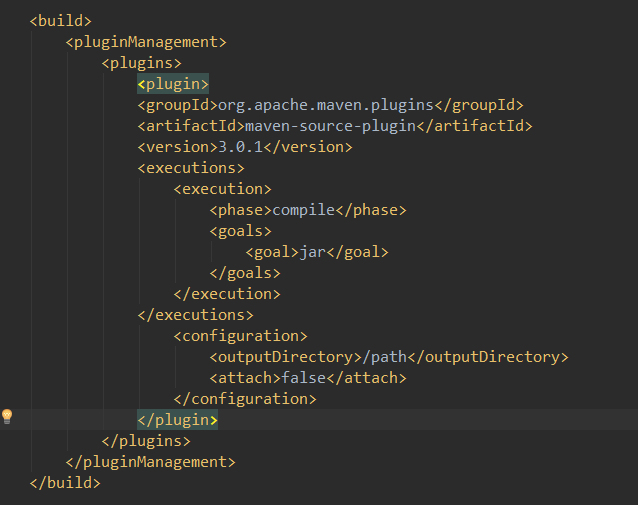 <build>
<pluginManagement>
<plugins>
<plugin>
<groupId>org.apache.maven.plugins</groupId>
<artifactId>maven-source-plugin</artifactId>
<version>3.0.1</version>
<executions>
<execution>
<phase>compile</phase>
<goals>
<goal>jar</goal>
</goals>
</execution>
</executions>
<configuration>
<outputDirectory>/path</outputDirectory>
<attach>false</attach>
</configuration>
</plugin>
</plugins>
</pluginManagement>
</build>